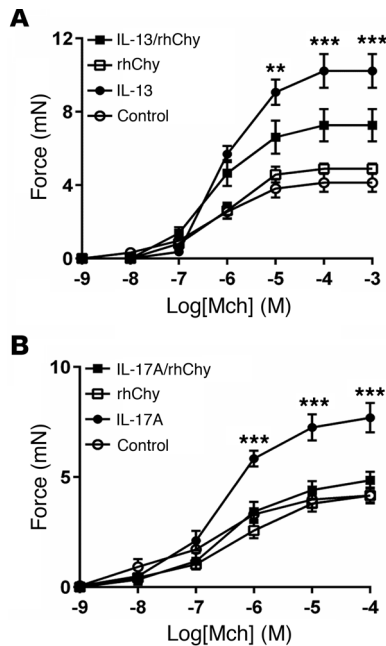 A
12
8
4
0
Force (mN)
IL-13/rhChy
rhChy
IL-13
Control
** *** ***
-9 -8 -7 -6 -5 -4 -3
Log[Mch] (M)
B
10
5
0
Force (mN)
IL-17A/rhChy
rhChy
IL-17A
Control
*** *** ***
-9 -8 -7 -6 -5 -4
Log[Mch] (M)